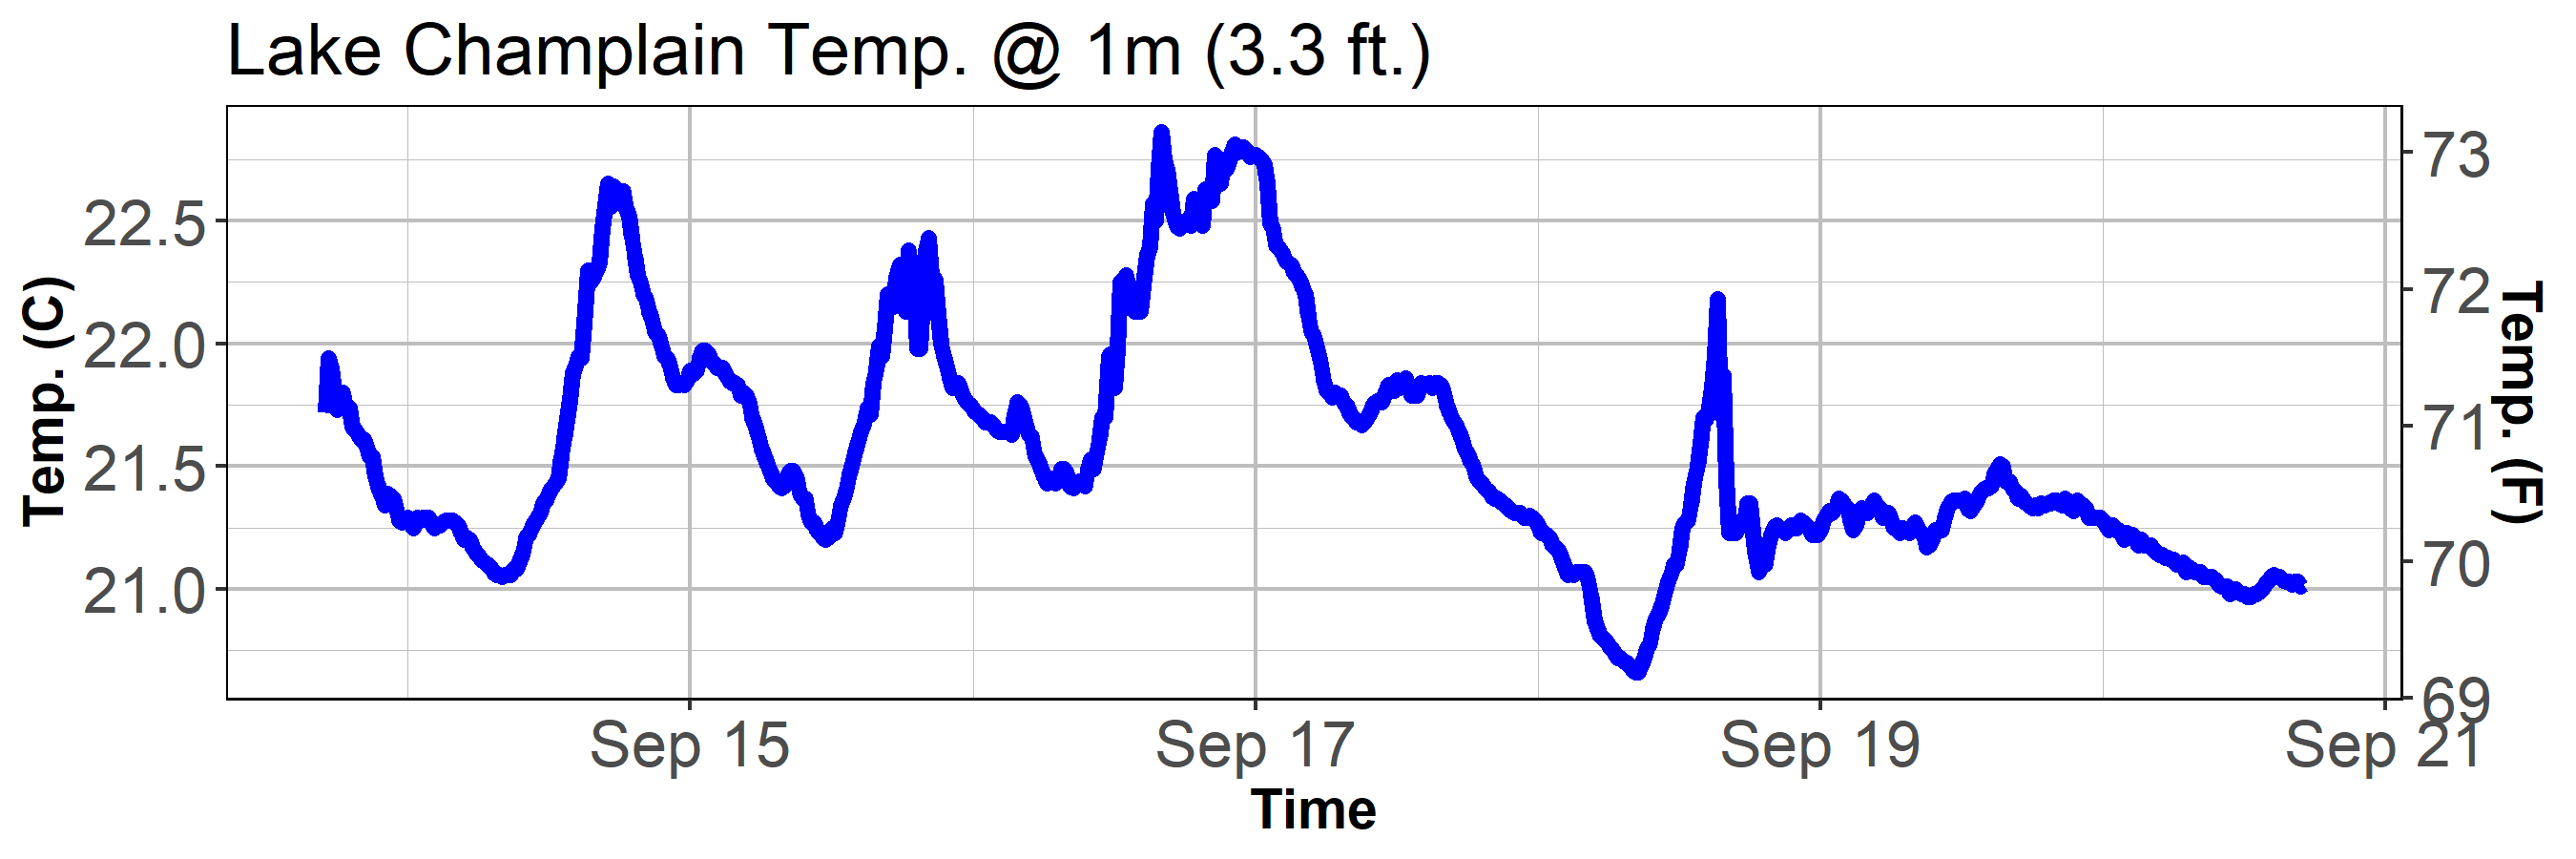 Lake Champlain Temp. @ 1m (3.3 ft.)
Temp. (C)
22.5
22.0
21.5
21.0
73
72
71
70
69
Temp. (F)
Sep 15
Sep 17
Sep 19
Sep 21
Time